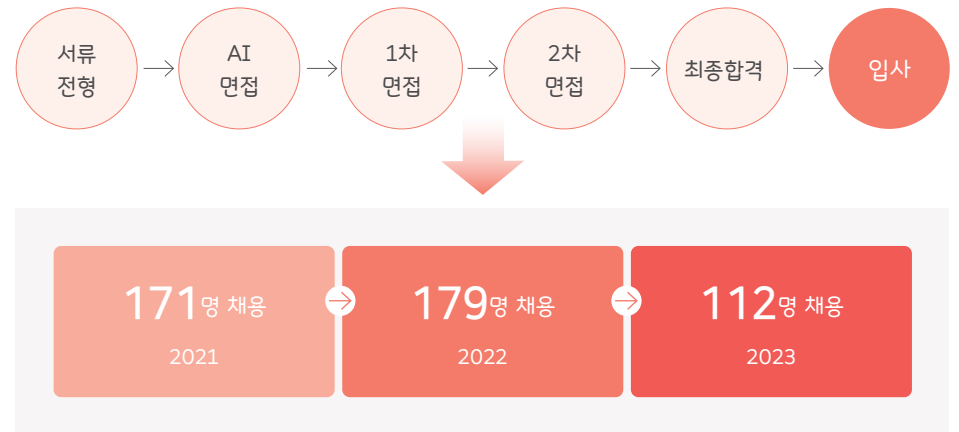 서류
전형
AI
면접
1차
면접
2차
면접
최종합격
입사
171명 채용
2021
179명 채용
2022
112명 채용
2023